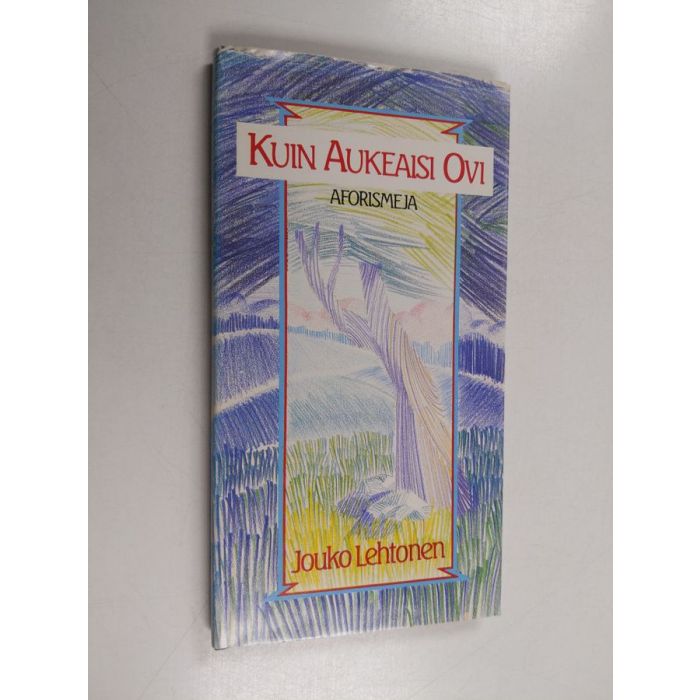 KUIN AUKEAISI OVI
AFORISMEJA
Jouko Lehtonen